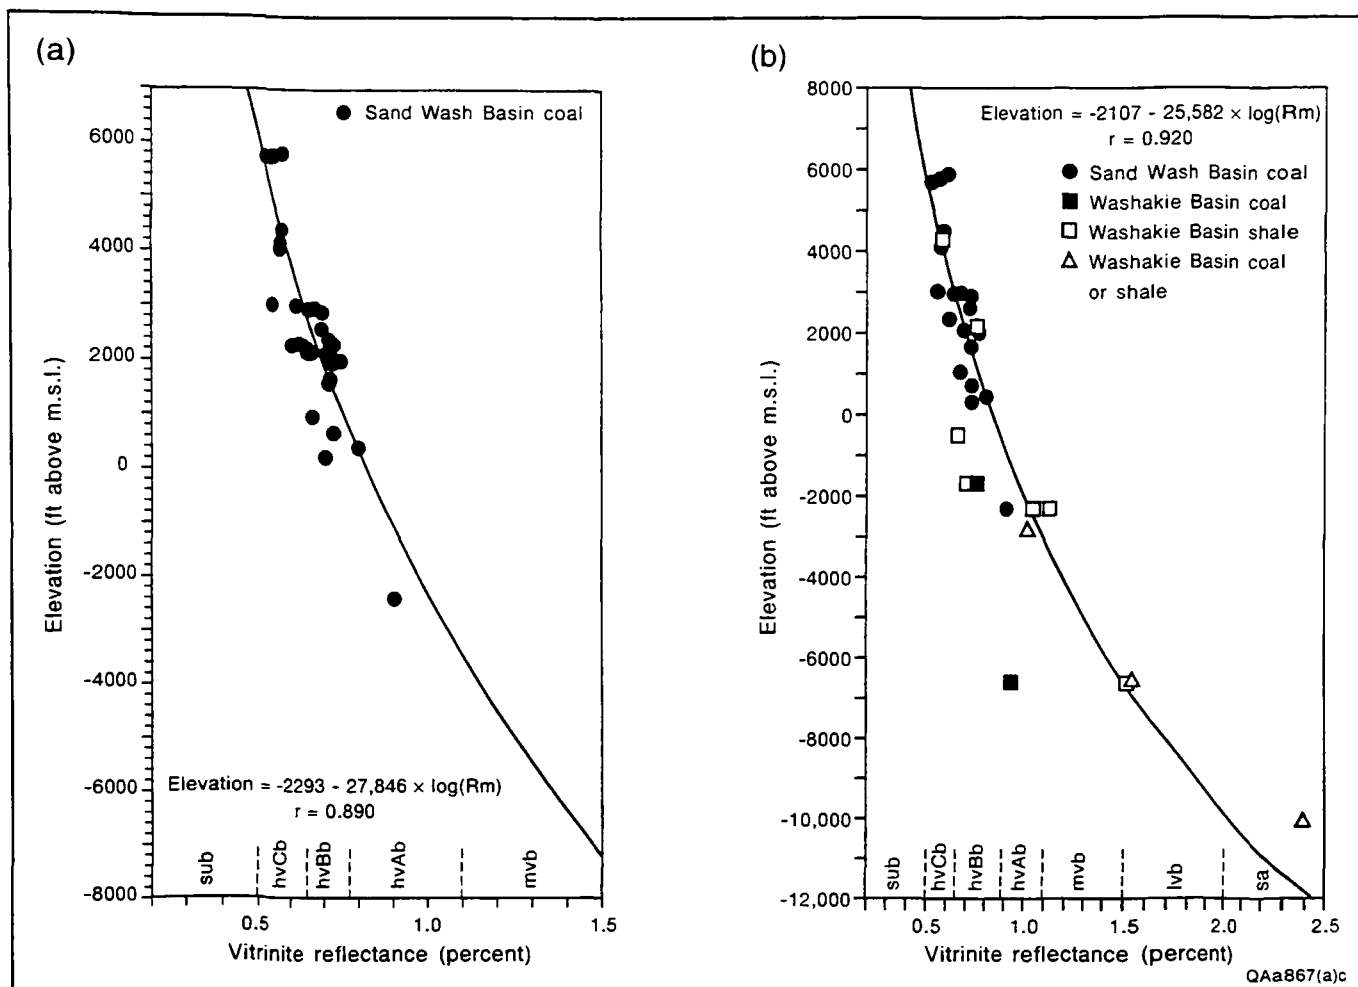 (a)
Sand Wash Basin coal
6000
4000
2000
0
-2000
-4000
-6000
-8000
Elevation (ft above m.s.l.)
Elevation = -2293 - 27,846 × log(Rm)
r = 0.890
sub
hvCb
hvBb
hvAb
mvb
0.5
1.0
1.5
Vitrinite reflectance (percent)
(b)
8000
6000
4000
2000
0
-2000
-4000
-6000
-8000
-10,000
-12,000
Elevation (ft above m.s.l.)
Elevation = -2107 - 25,582 × log(Rm)
r = 0.920
Sand Wash Basin coal
Washakie Basin coal
Washakie Basin shale
Washakie Basin coal
or shale
sub
hvCb
hvBb
hvAb
mvb
lvb
sa
0.5
1.0
1.5
2.0
2.5
Vitrinite reflectance (percent)
QAa867(a)c